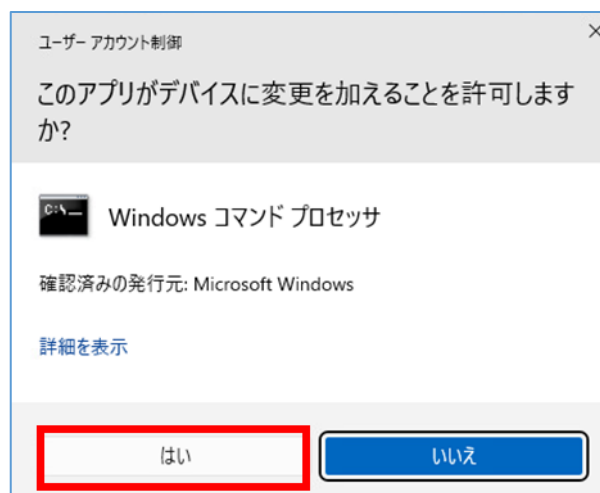 ユーザー アカウント制御
このアプリがデバイスに変更を加えることを許可します
か?
C:\_
Windows コマンド プロセッサ
確認済みの発行元: Microsoft Windows
詳細を表示
はい
いいえ